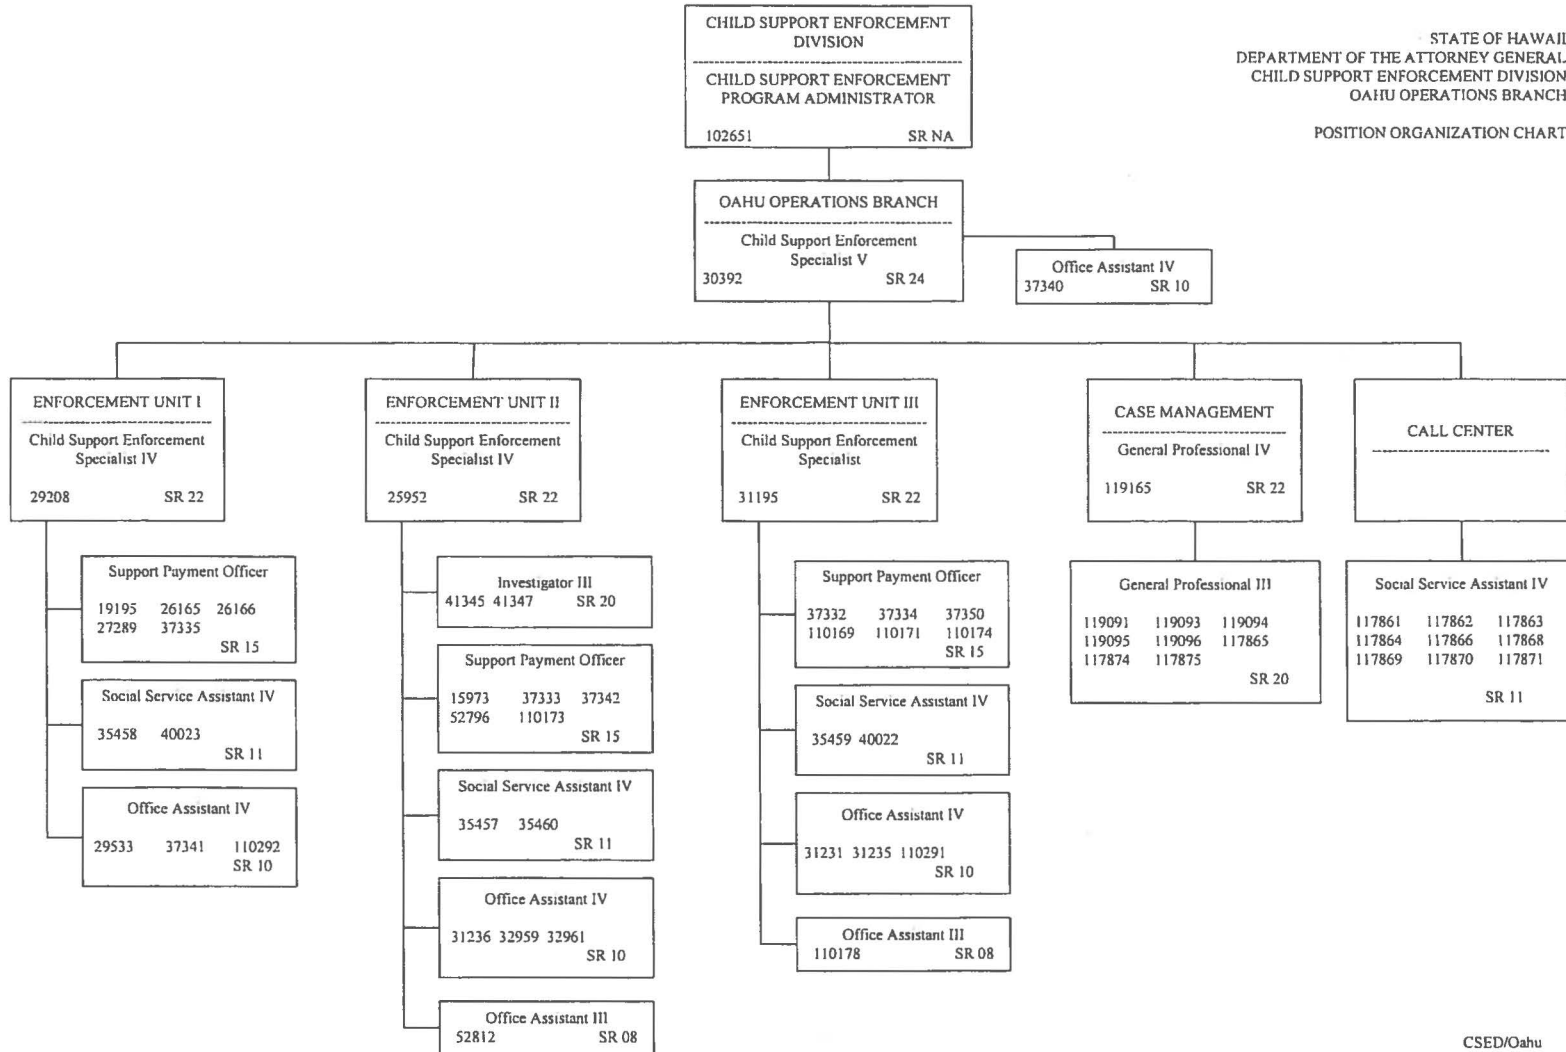 STATE OF HAWAII
DEPARTMENT OF THE ATTORNEY GENERAL
CHILD SUPPORT ENFORCEMENT DIVISION
OAHU OPERATIONS BRANCH
POSITION ORGANIZATION CHART
CHILD SUPPORT ENFORCEMENT
DIVISION
CHILD SUPPORT ENFORCEMENT
PROGRAM ADMINISTRATOR
102651 SR NA
OAHU OPERATIONS BRANCH
Child Support Enforcement
Specialist V
30392 SR 24
Office Assistant IV
37340 SR 10
ENFORCEMENT UNIT I
Child Support Enforcement
Specialist IV
29208 SR 22
Support Payment Officer
19195 26165 26166
27289 37335
SR 15
Social Service Assistant IV
35458 40023
SR 11
Office Assistant IV
29533 37341 110292
SR 10
ENFORCEMENT UNIT II
Child Support Enforcement
Specialist IV
25952 SR 22
Investigator III
41345 41347 SR 20
Support Payment Officer
15973 37333 37342
52796 110173
SR 15
Social Service Assistant IV
35457 35460
SR 11
Office Assistant IV
31236 32959 32961
SR 10
Office Assistant III
52812 SR 08
ENFORCEMENT UNIT III
Child Support Enforcement
Specialist
31195 SR 22
Support Payment Officer
37332 37334 37350
110169 110171 110174
SR 15
Social Service Assistant IV
35459 40022
SR 11
Office Assistant IV
31231 31235 110291
SR 10
Office Assistant III
110178 SR 08
CASE MANAGEMENT
General Professional IV
119165 SR 22
General Professional III
119091 119093 119094
119095 119096 117865
117874 117875
SR 20
CALL CENTER
Social Service Assistant IV
117861 117862 117863
117864 117866 117868
117869 117870 117871
SR 11
CSED/Oahu